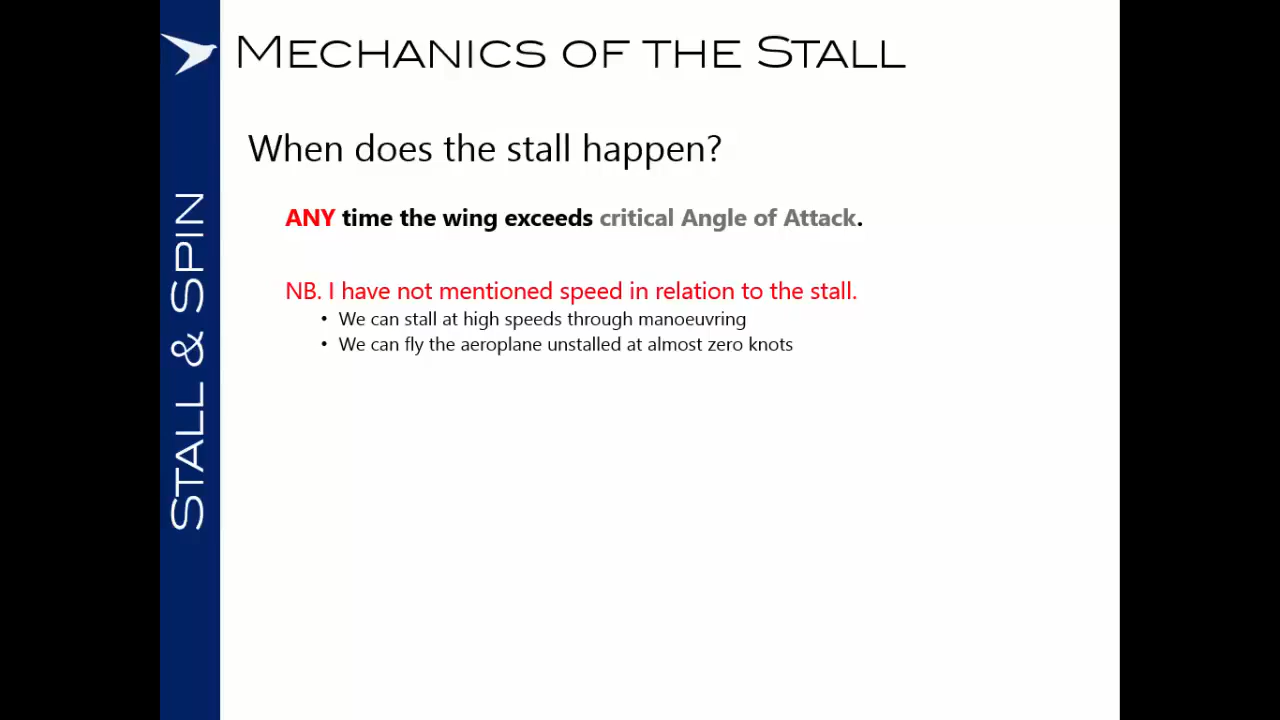 MECHANICS OF THE STALL
When does the stall happen?
ANY time the wing exceeds critical Angle of Attack.
NB. I have not mentioned speed in relation to the stall.
• We can stall at high speeds through manoeuvring
• We can fly the aeroplane unstalled at almost zero knots
STALL & SPIN